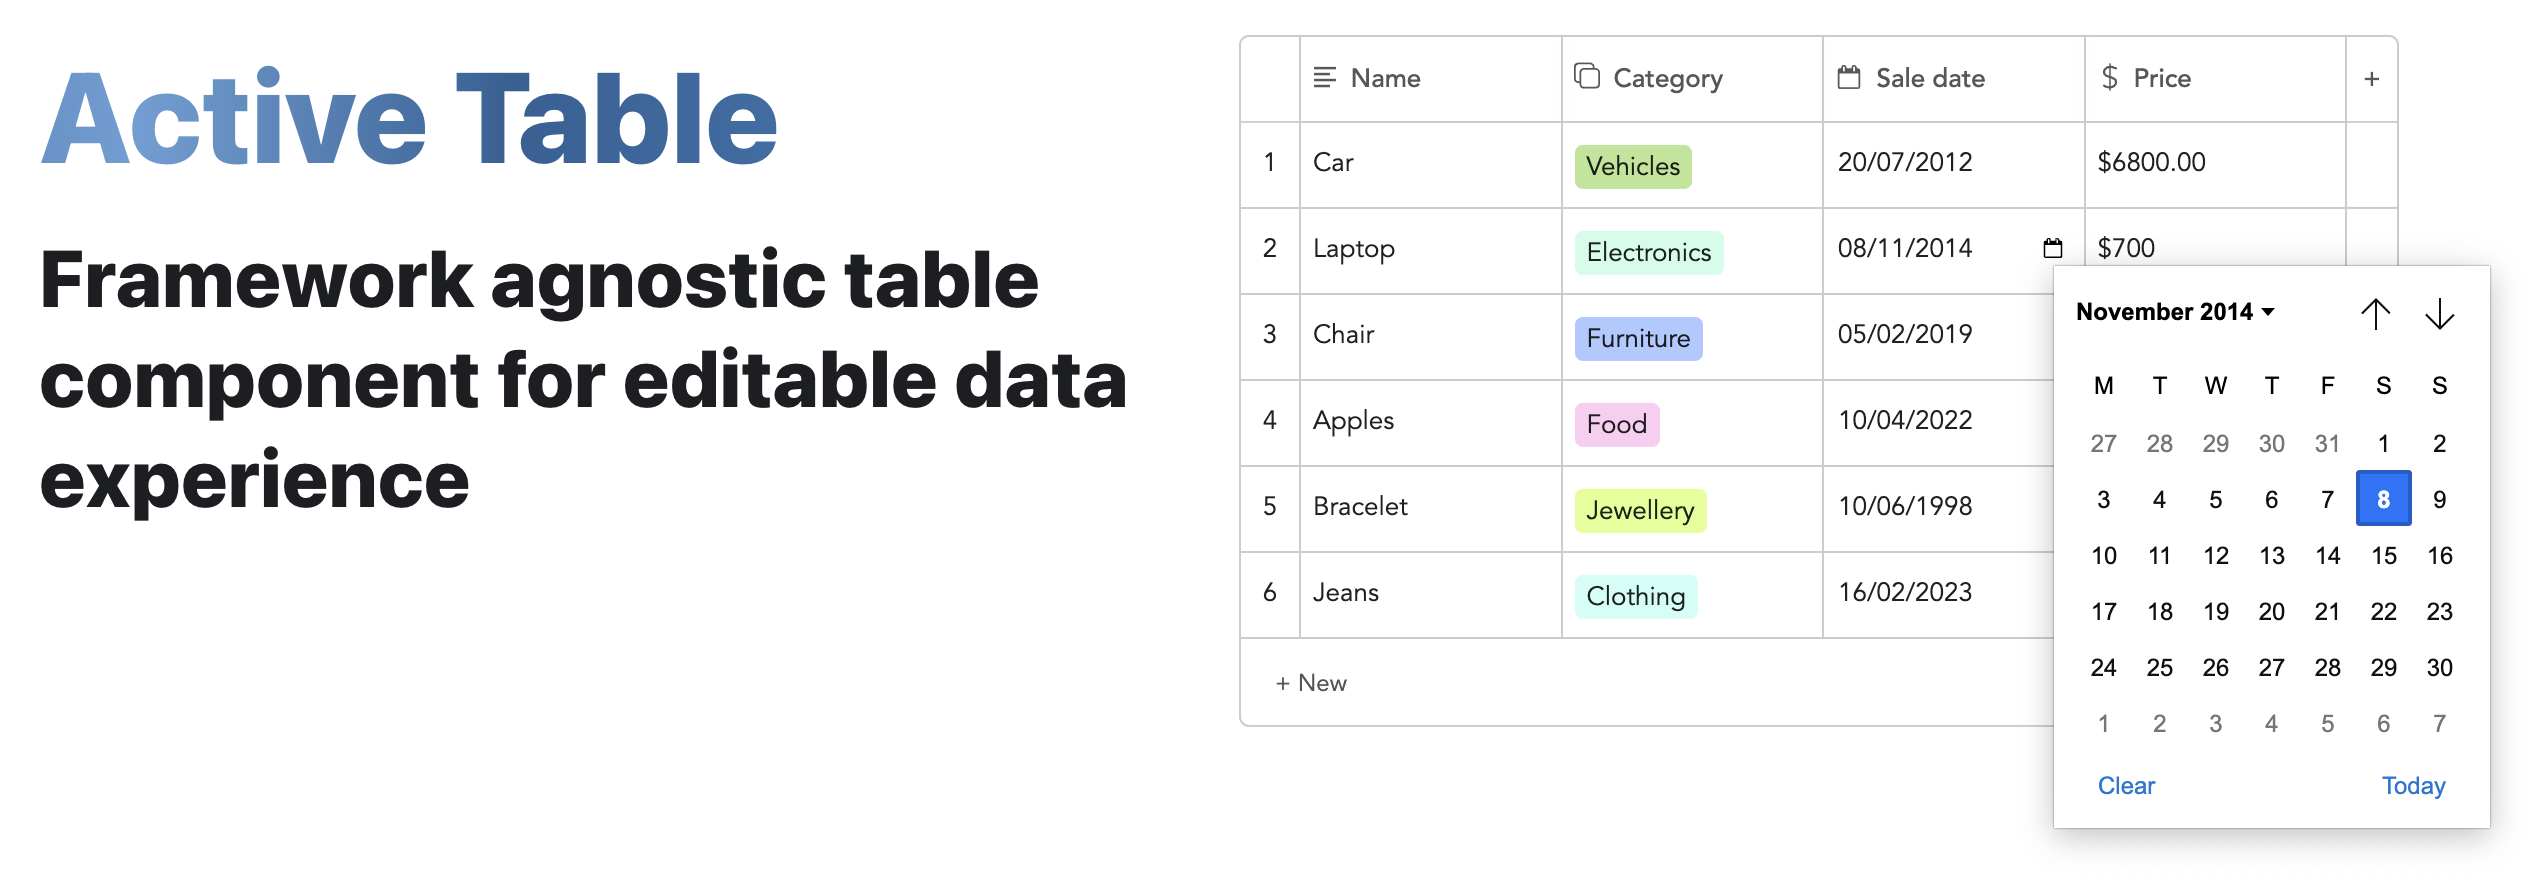 Active Table
Framework agnostic table
component for editable data
experience
Name Category Sale date $ Price +
1 Car Vehicles 20/07/2012 $6800.00
2 Laptop Electronics 08/11/2014 $700
3 Chair Furniture 05/02/2019
4 Apples Food 10/04/2022
5 Bracelet Jewellery 10/06/1998
6 Jeans Clothing 16/02/2023
+ New
November 2014
M T W T F S S
27 28 29 30 31 1 2
3 4 5 6 7 8 9
10 11 12 13 14 15 16
17 18 19 20 21 22 23
24 25 26 27 28 29 30
1 2 3 4 5 6 7
Clear Today